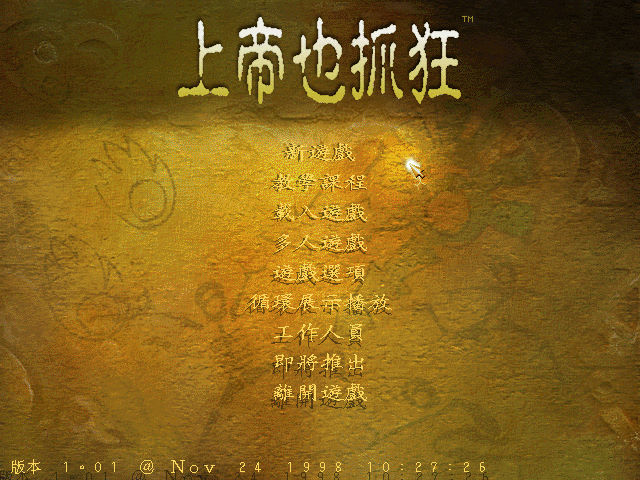 上帝也抓狂™
新遊戲
教學課程
載入遊戲
多人遊戲
遊戲選項
循環展示播放
工作人員
即將推出
離開遊戲
版本 1.01 @ Nov 24 1998 10:27:26